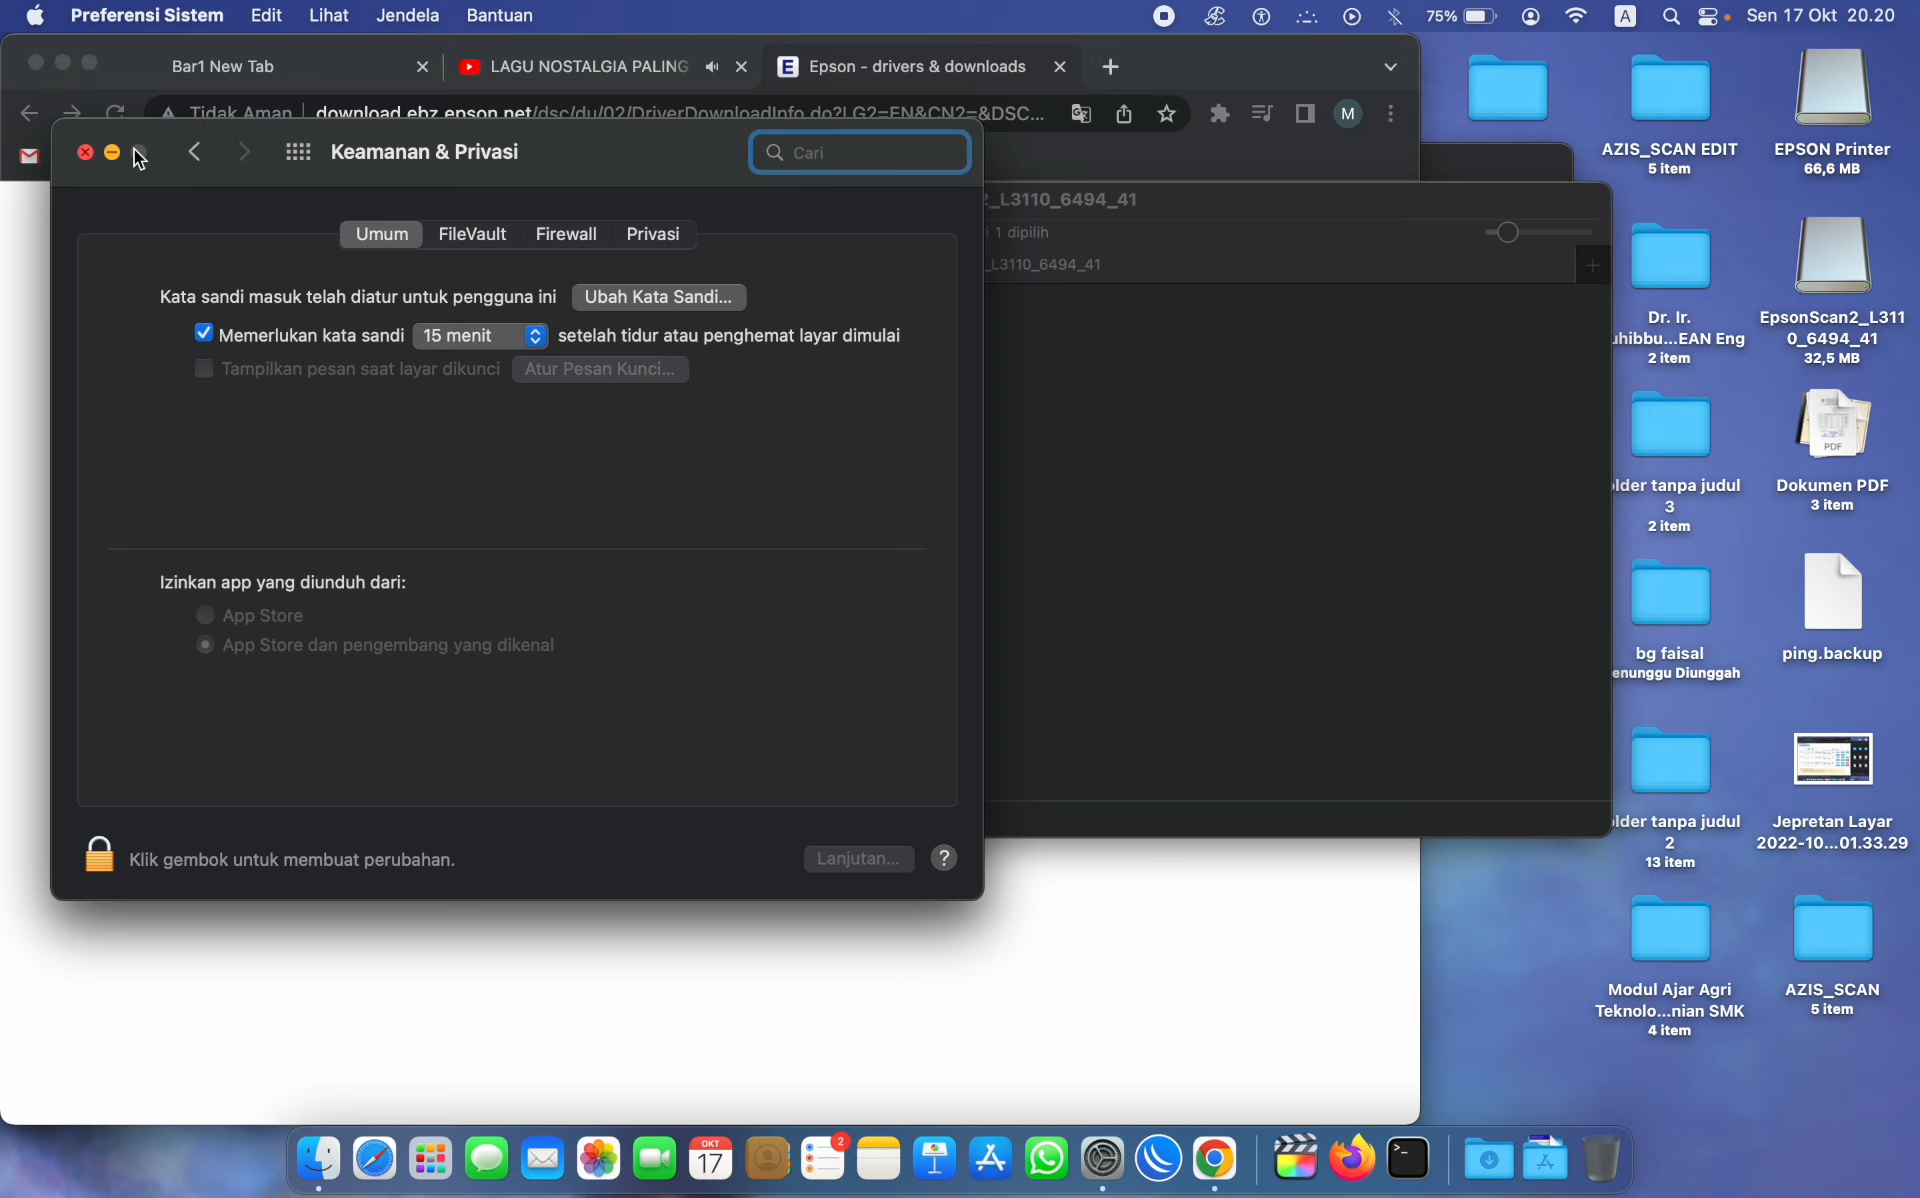 Preferensi Sistem Edit Lihat Jendela Bantuan
75% A Sen 17 Okt 20.20
Bar1 New Tab
LAGU NOSTALGIA PALING
E Epson - drivers & downloads
Tidak Aman download.ebz.epson.net/dsc/du/02/DriverDownloadInfo.do?LG2=EN&CN2=&DSC...
M
Keamanan & Privasi
Cari
Umum FileVault Firewall Privasi
Kata sandi masuk telah diatur untuk pengguna ini Ubah Kata Sandi...
Memerlukan kata sandi 15 menit setelah tidur atau penghemat layar dimulai
Tampilkan pesan saat layar dikunci Atur Pesan Kunci...
Izinkan app yang diunduh dari:
App Store
App Store dan pengembang yang dikenal
Klik gembok untuk membuat perubahan.
Lanjutan... ?
_L3110_6494_41
1 dipilih
_L3110_6494_41
AZIS_SCAN EDIT
5 item
EPSON Printer
66,6 MB
Dr. Ir.
uhibbu...EAN Eng
2 item
EpsonScan2_L311
0_6494_41
32,5 MB
lder tanpa judul
3
2 item
PDF
Dokumen PDF
3 item
bg faisal
enunggu Diunggah
ping.backup
lder tanpa judul
2
13 item
Jepretan Layar
2022-10...01.33.29
Modul Ajar Agri
Teknolo...nian SMK
4 item
AZIS_SCAN
5 item
OKT
17
2